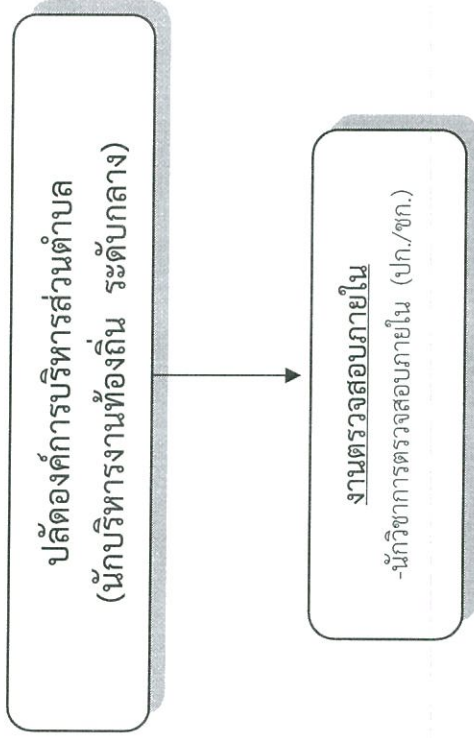 ปลัดองค์การบริหารส่วนตำบล
(นักบริหารงานท้องถิ่น ระดับกลาง)
งานตรวจสอบภายใน
-นักวิชาการตรวจสอบภายใน (ปก./ชก.)